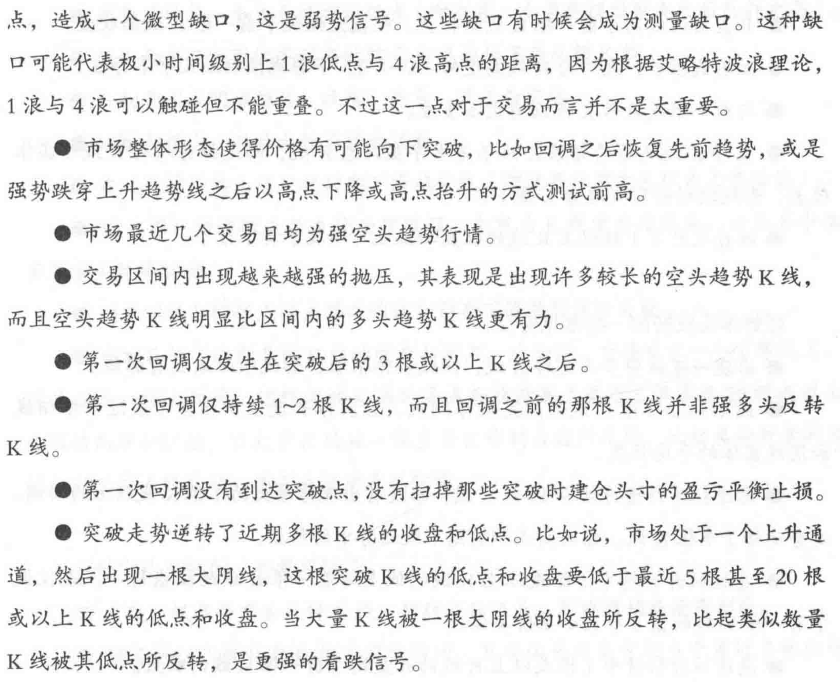 点，造成一个微型缺口，这是弱势信号。这些缺口有时候会成为测量缺口。这种缺
口可能代表极小时间级别上1浪低点与4浪高点的距离，因为根据艾略特波浪理论，
1浪与4浪可以触碰但不能重叠。不过这一点对于交易而言并不是太重要。
●市场整体形态使得价格有可能向下突破，比如回调之后恢复先前趋势，或是
强势跌穿上升趋势线之后以高点下降或高点抬升的方式测试前高。
●市场最近几个交易日均为强空头趋势行情。
●交易区间内出现越来越强的抛压，其表现是出现许多较长的空头趋势K线，
而且空头趋势K线明显比区间内的多头趋势K线更有力。
●第一次回调仅发生在突破后的3根或以上K线之后。
●第一次回调仅持续1~2根K线，而且回调之前的那根K线并非强多头反转
K线。
●第一次回调没有到达突破点，没有扫掉那些突破时建仓头寸的盈亏平衡止损。
●突破走势逆转了近期多根K线的收盘和低点。比如说，市场处于一个上升通
道，然后出现一根大阴线，这根突破K线的低点和收盘要低于最近5根甚至20根
或以上K线的低点和收盘。当大量K线被一根大阴线的收盘所反转，比起类似数量
K线被其低点所反转，是更强的看跌信号。